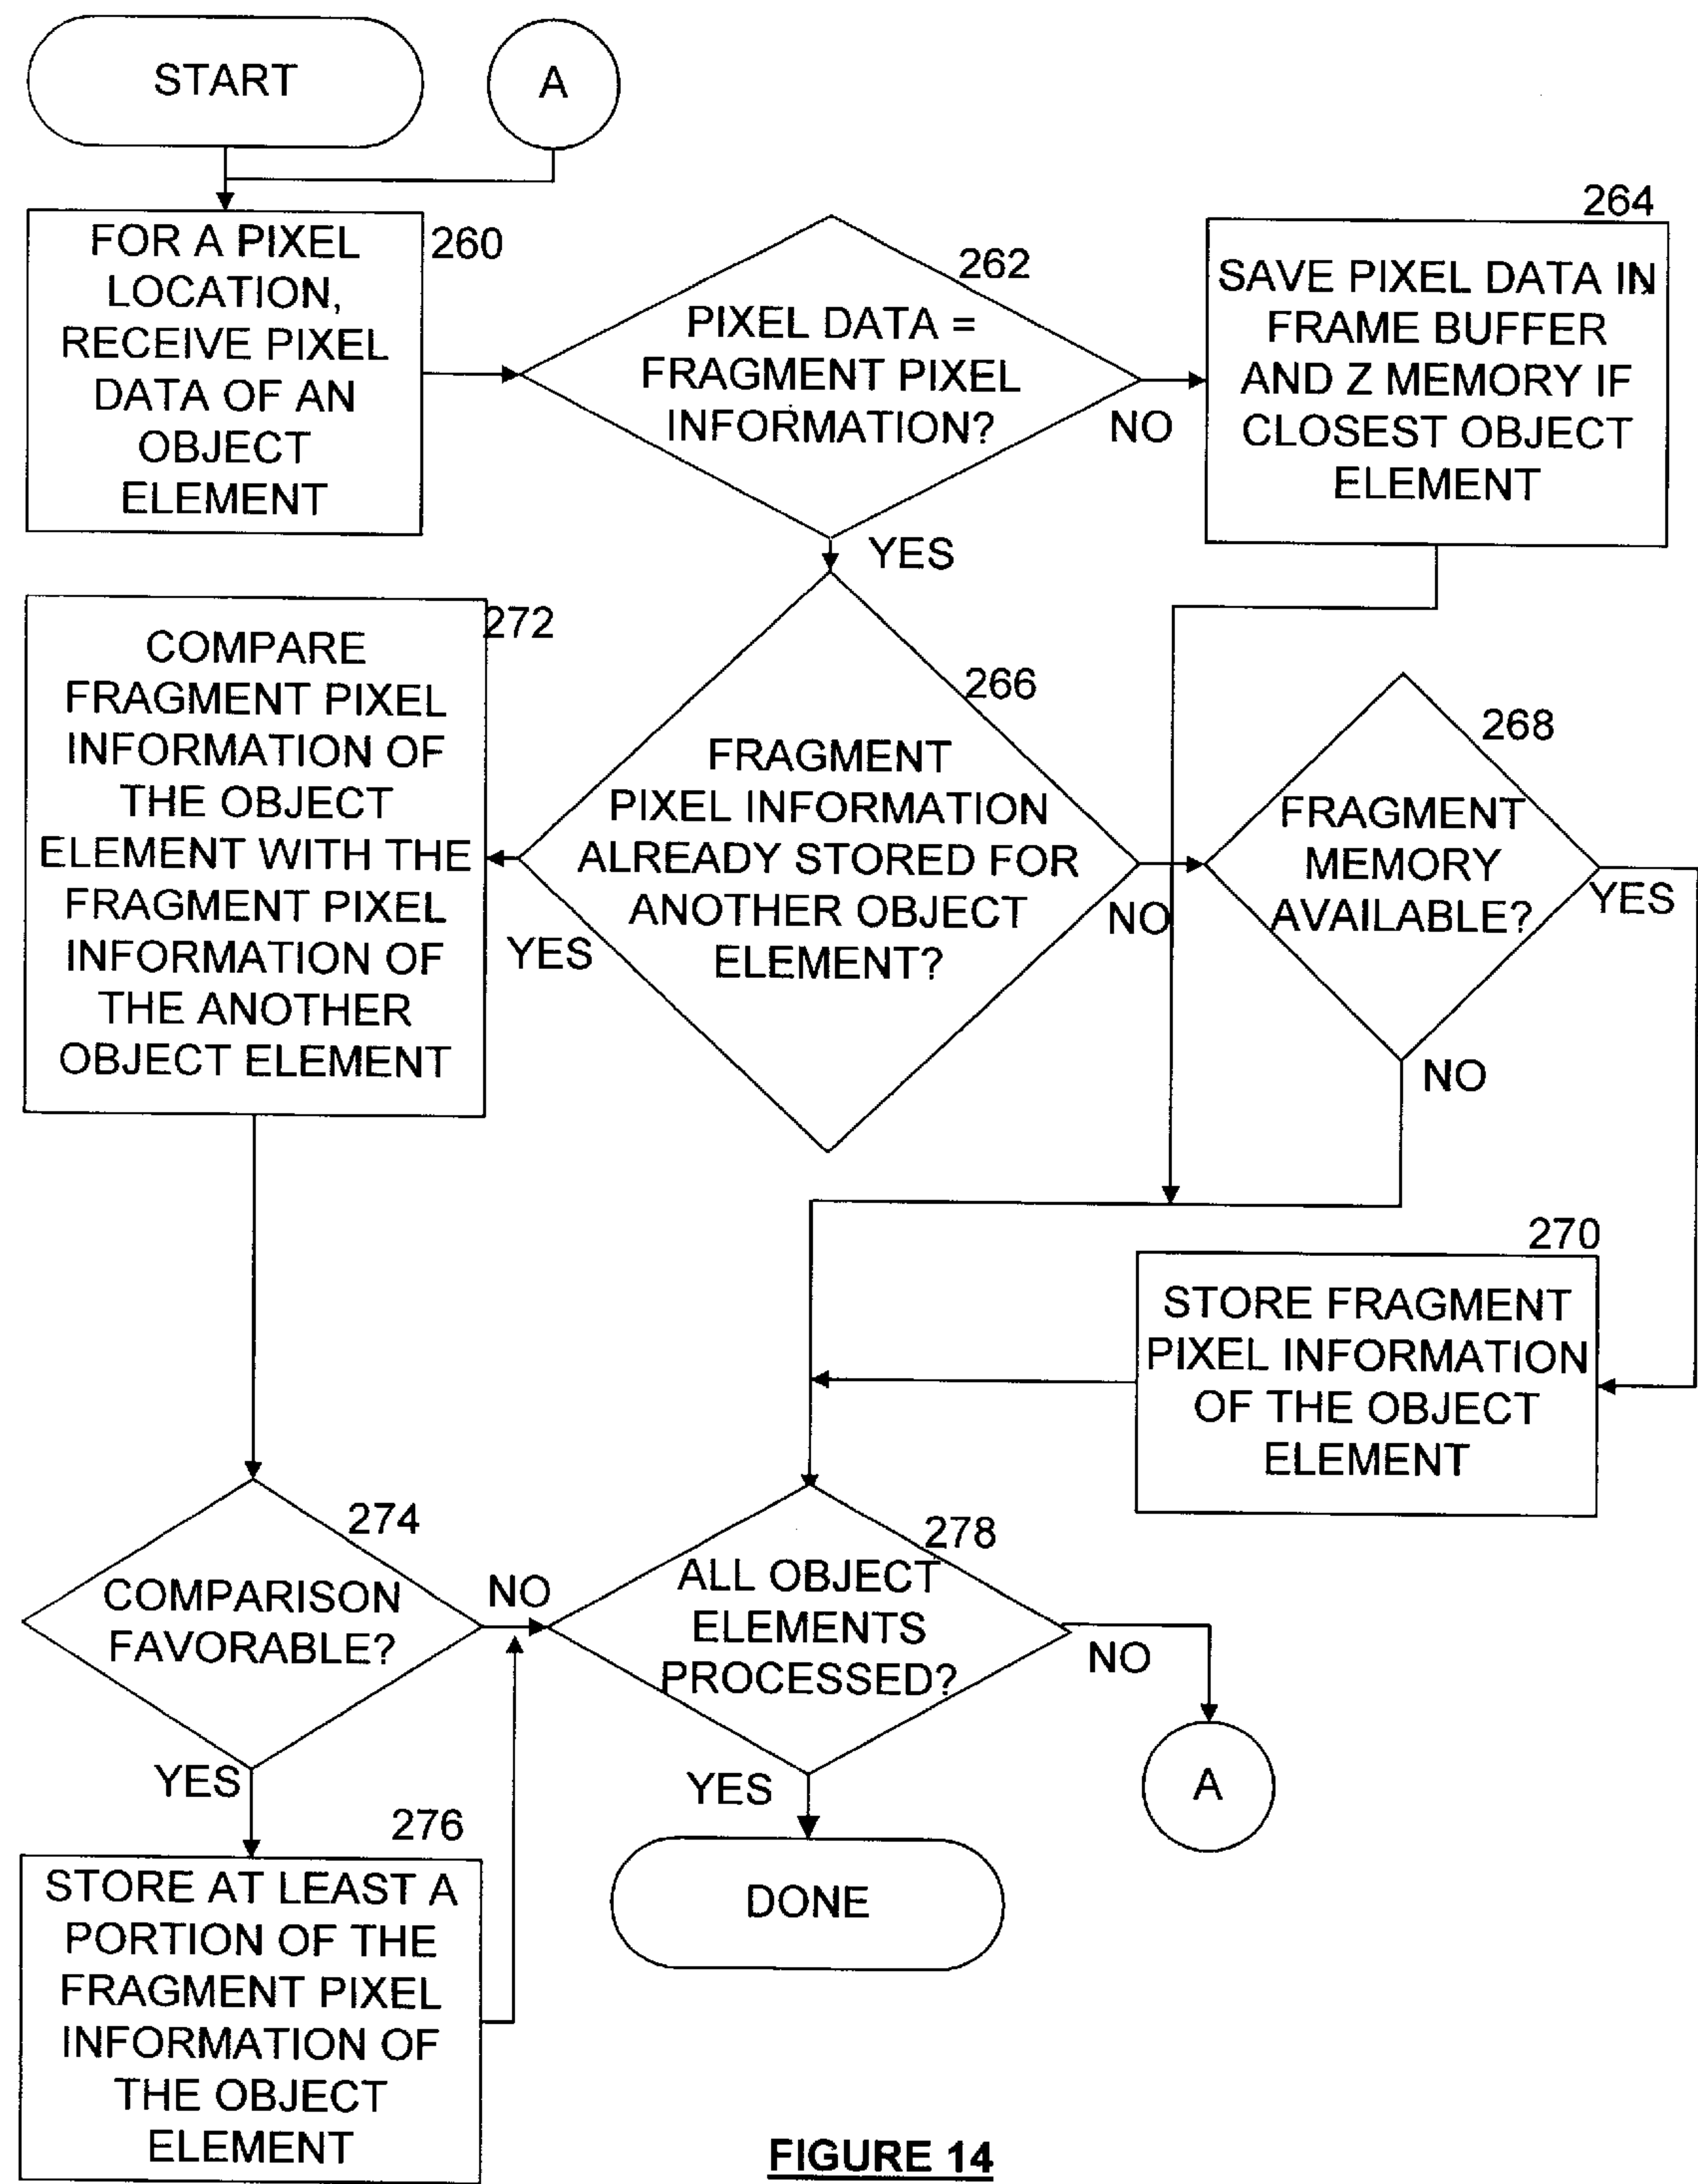 START
A
FOR A PIXEL
LOCATION,
RECEIVE PIXEL
DATA OF AN
OBJECT
ELEMENT
260
262
PIXEL DATA =
FRAGMENT PIXEL
INFORMATION?
NO
YES
264
SAVE PIXEL DATA IN
FRAME BUFFER
AND Z MEMORY IF
CLOSEST OBJECT
ELEMENT
272
COMPARE
FRAGMENT PIXEL
INFORMATION OF
THE OBJECT
ELEMENT WITH THE
FRAGMENT PIXEL
INFORMATION OF
THE ANOTHER
OBJECT ELEMENT
266
FRAGMENT
PIXEL INFORMATION
ALREADY STORED FOR
ANOTHER OBJECT
ELEMENT?
YES
NO
268
FRAGMENT
MEMORY
AVAILABLE?
YES
NO
270
STORE FRAGMENT
PIXEL INFORMATION
OF THE OBJECT
ELEMENT
274
COMPARISON
FAVORABLE?
NO
YES
278
ALL OBJECT
ELEMENTS
PROCESSED?
NO
YES
A
276
STORE AT LEAST A
PORTION OF THE
FRAGMENT PIXEL
INFORMATION OF
THE OBJECT
ELEMENT
DONE
FIGURE 14